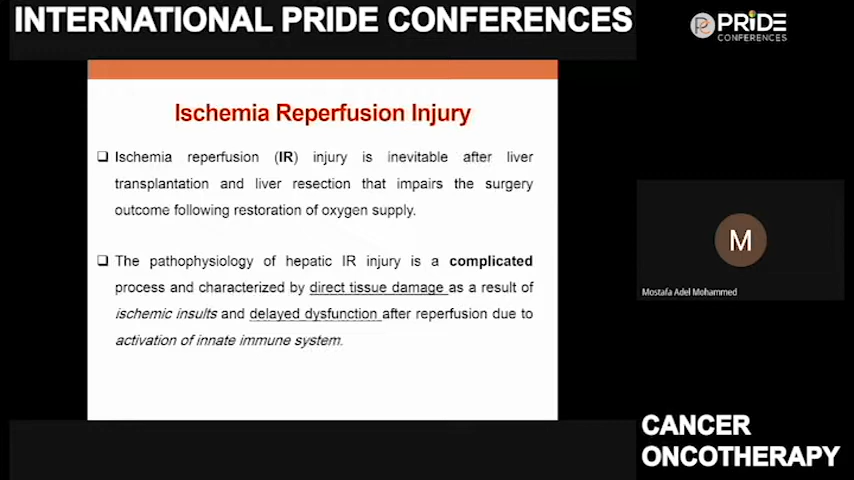 INTERNATIONAL PRIDE CONFERENCES
PC PRIDE
CONFERENCES
Ischemia Reperfusion Injury
❑ Ischemia reperfusion (IR) injury is inevitable after liver
transplantation and liver resection that impairs the surgery
outcome following restoration of oxygen supply.
❑ The pathophysiology of hepatic IR injury is a complicated
process and characterized by direct tissue damage as a result of
ischemic insults and delayed dysfunction after reperfusion due to
activation of innate immune system.
M
Mostafa Adel Mohammed
CANCER
ONCOTHERAPY